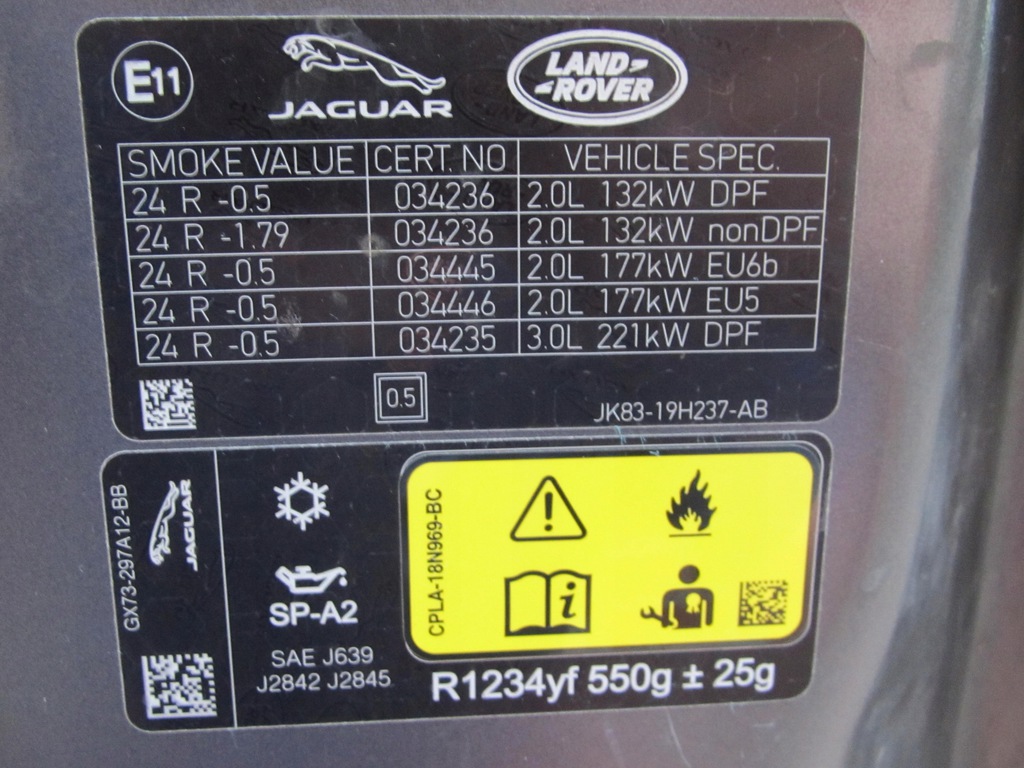 E11
JAGUAR
LAND-
-ROVER
SMOKE VALUE CERT. NO VEHICLE SPEC.
24 R -0.5 034236 2.0L 132kW DPF
24 R -1.79 034236 2.0L 132kW nonDPF
24 R -0.5 034445 2.0L 177kW EU6b
24 R -0.5 034446 2.0L 177kW EU5
24 R -0.5 034235 3.0L 221kW DPF
0.5
JK83-19H237-AB
GX73-297A12-BB
JAGUAR
SP-A2
SAE J639
J2842 J2845
CPLA-18N969-BC
i
R1234yf 550g ± 25g